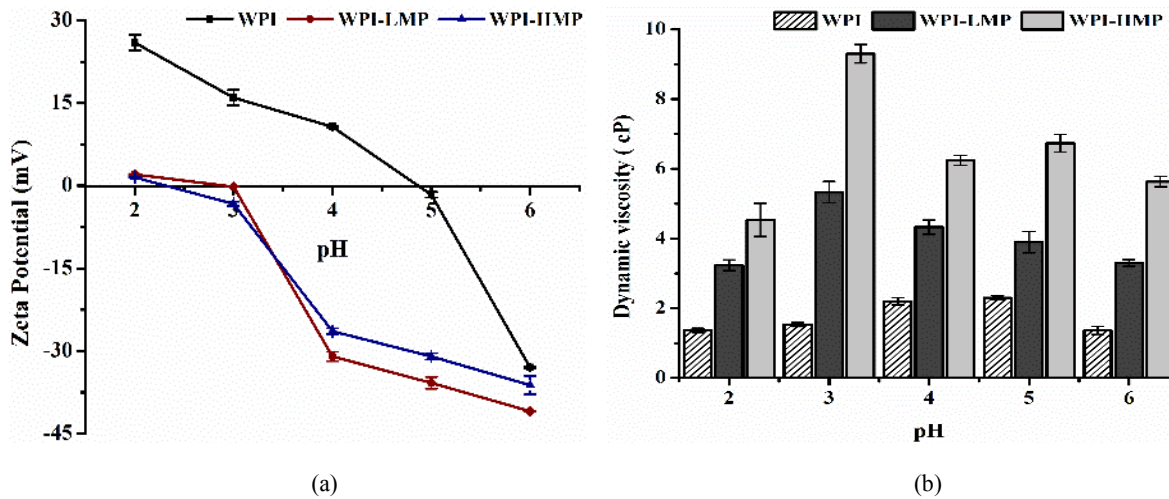 WPI WPI-LMP WPI-HMP
30
15
0
-15
-30
-45
Zeta Potential (mV)
2 3 4 5 6
pH
(a)
WPI WPI-LMP WPI-HMP
10
8
6
4
2
0
Dynamic viscosity ( cP)
2 3 4 5 6
pH
(b)